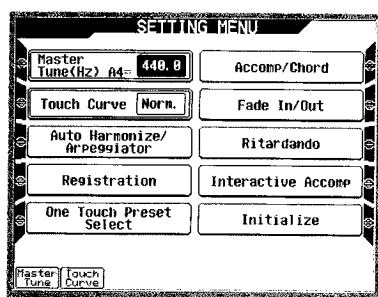 SETTING MENU
Master
Tune(Hz) A4= 440.0
Accomp/Chord
Touch Curve Norm.
Fade In/Out
Auto Harmonize/
Arpeggiator
Ritardando
Registration
Interactive Accomp
One Touch Preset
Select
Initialize
Master
Tune
Touch
Curve